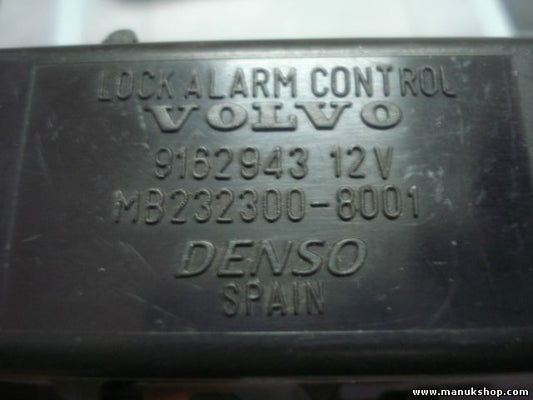 LOCK ALARM CONTROL
VOLVO
9162943 12V
MB232300-8001
DENSO
SPAIN
www.manukshop.com